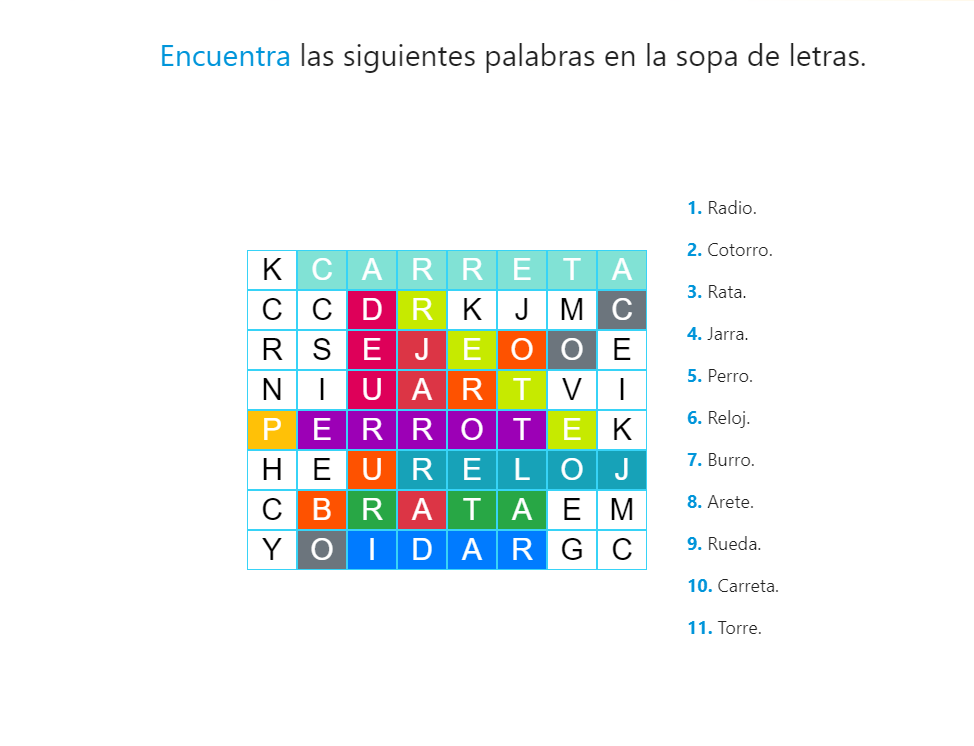 Encuentra las siguientes palabras en la sopa de letras.
K C A R R E T A
C C D R K J M C
R S E J E O O E
N I U A R T V I
P E R R O T E K
H E U R E L O J
C B R A T A E M
Y O I D A R G C
1. Radio.
2. Cotorro.
3. Rata.
4. Jarra.
5. Perro.
6. Reloj.
7. Burro.
8. Arete.
9. Rueda.
10. Carreta.
11. Torre.